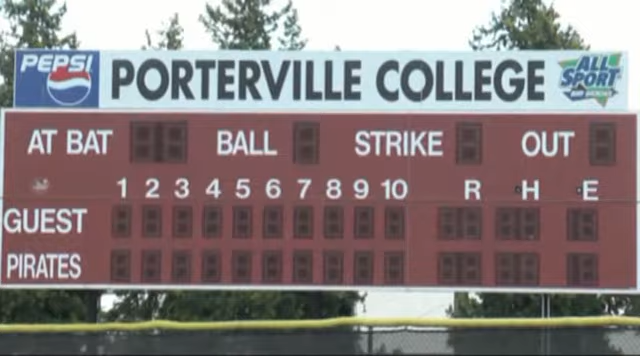 PEPSI PORTERVILLE COLLEGE ALL SPORT
AT BAT BALL STRIKE OUT
1 2 3 4 5 6 7 8 9 10 R H E
GUEST
PIRATES